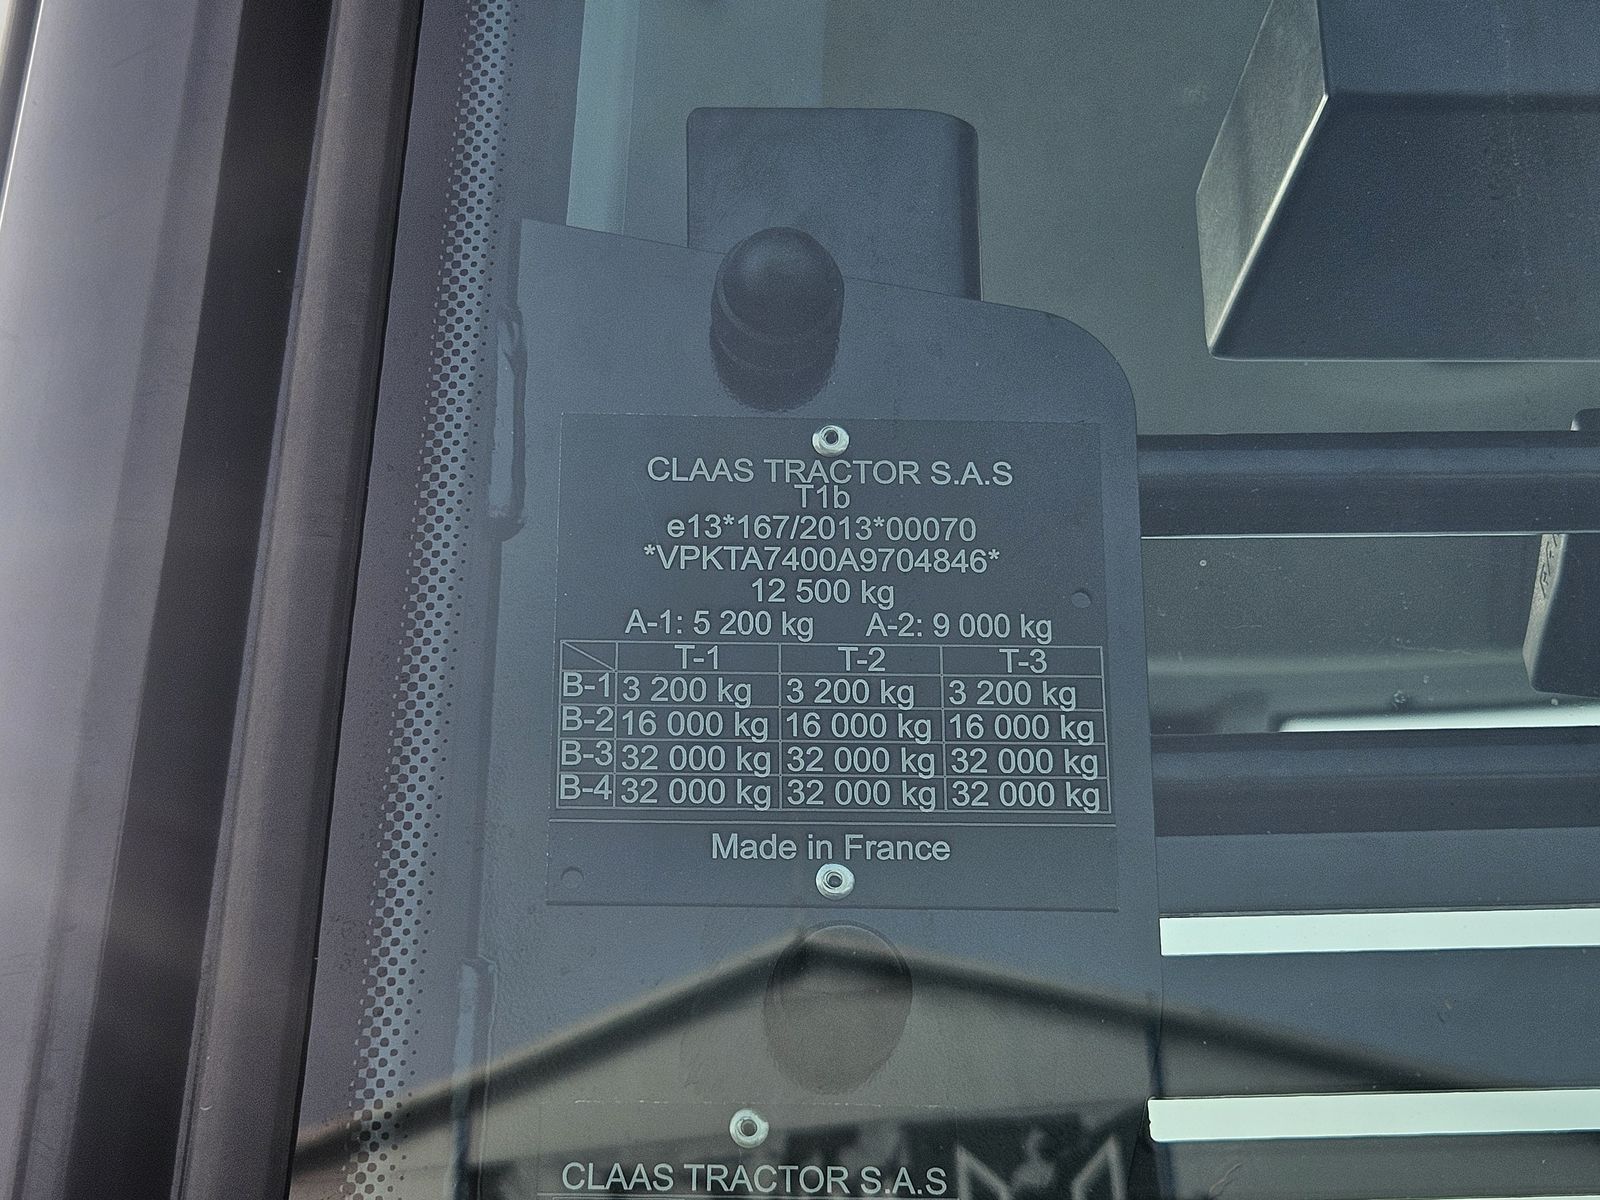 CLAAS TRACTOR S.A.S
T1b
e13*167/2013*00070
*VPKTA7400A9704846*
12 500 kg
A-1: 5 200 kg A-2: 9 000 kg
T-1 T-2 T-3
B-1 3 200 kg 3 200 kg 3 200 kg
B-2 16 000 kg 16 000 kg 16 000 kg
B-3 32 000 kg 32 000 kg 32 000 kg
B-4 32 000 kg 32 000 kg 32 000 kg
Made in France
CLAAS TRACTOR S.A.S